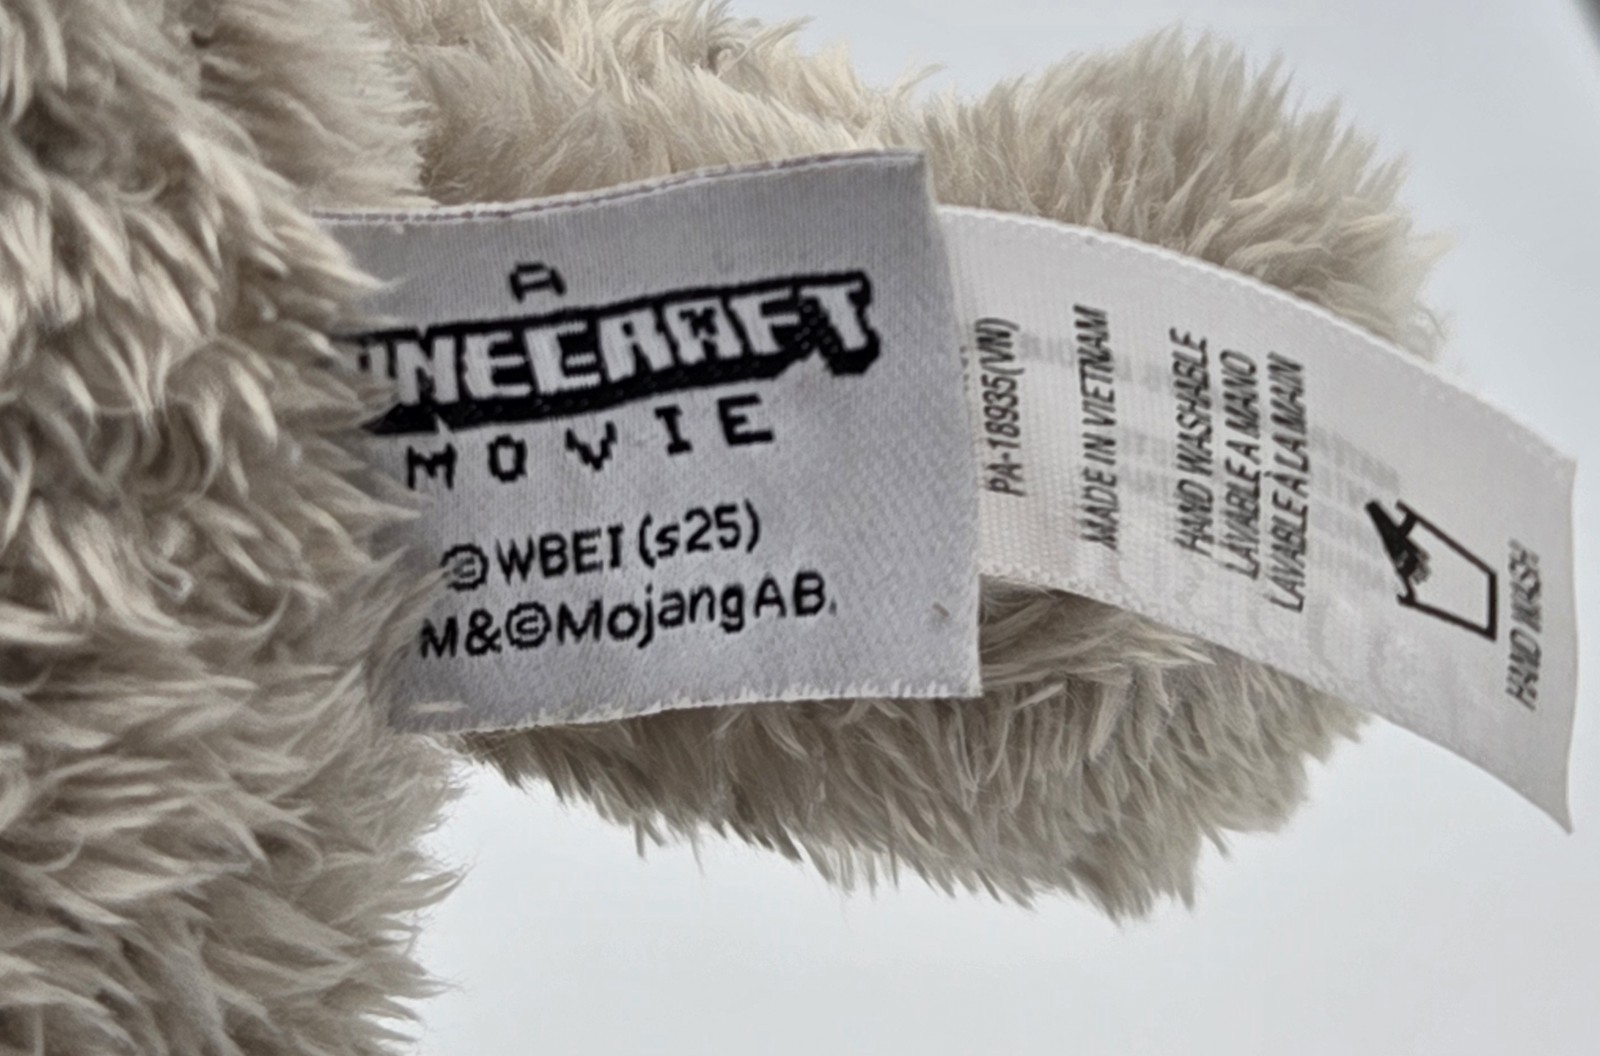 A
MINECRAFT
MOVIE
©WBEI (s25)
M&©MojangAB.
PA-18935(VN)
MADE IN VIETNAM
HAND WASHABLE
LAVABLE A MANO
LAVABLE À LA MAIN
HAND WASH